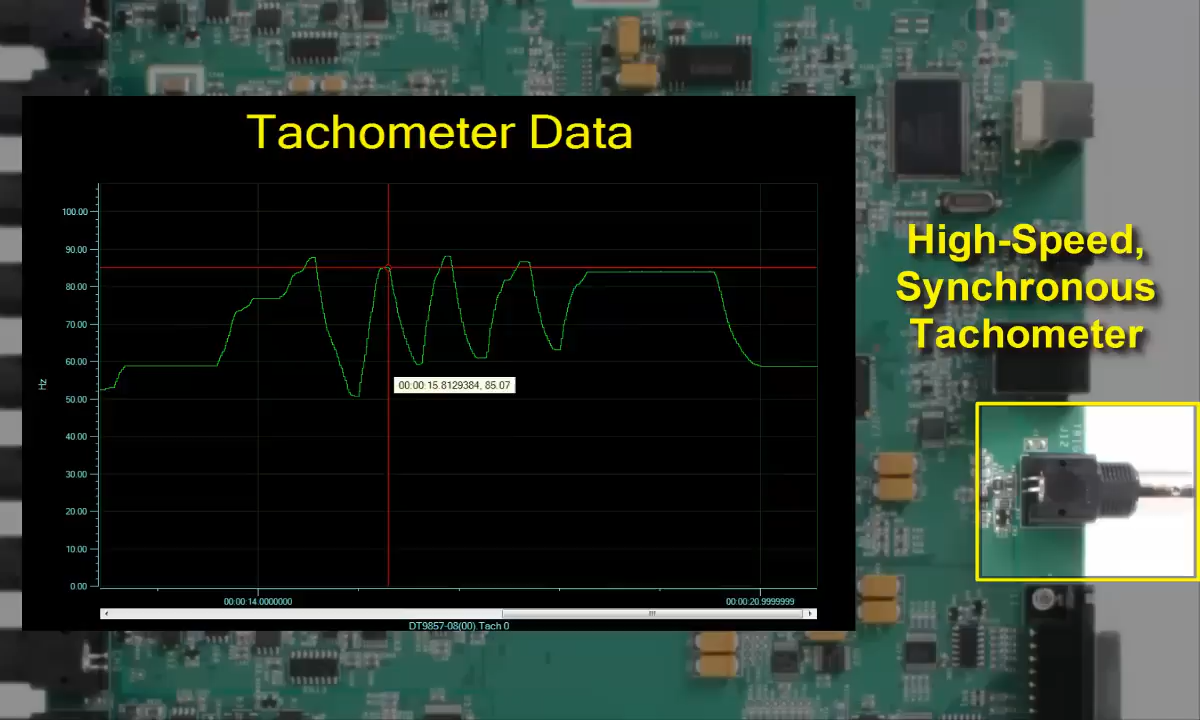 Tachometer Data
100.00
90.00
80.00
70.00
60.00
50.00
40.00
30.00
20.00
10.00
0.00
Hz
00:00:15.8129384, 85.07
00:00:14.0000000
00:00:20.9999999
DT9857-08(00) Tach 0
High-Speed,
Synchronous
Tachometer
J12